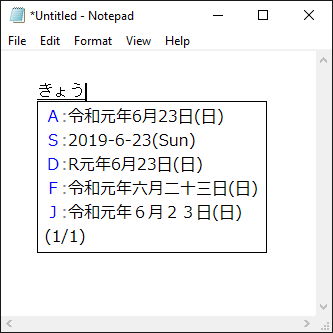 *Untitled - Notepad
File Edit Format View Help
きょう
A:令和元年6月23日(日)
S:2019-6-23(Sun)
D:R元年6月23日(日)
F:令和元年六月二十三日(日)
J:令和元年６月２３日(日)
(1/1)